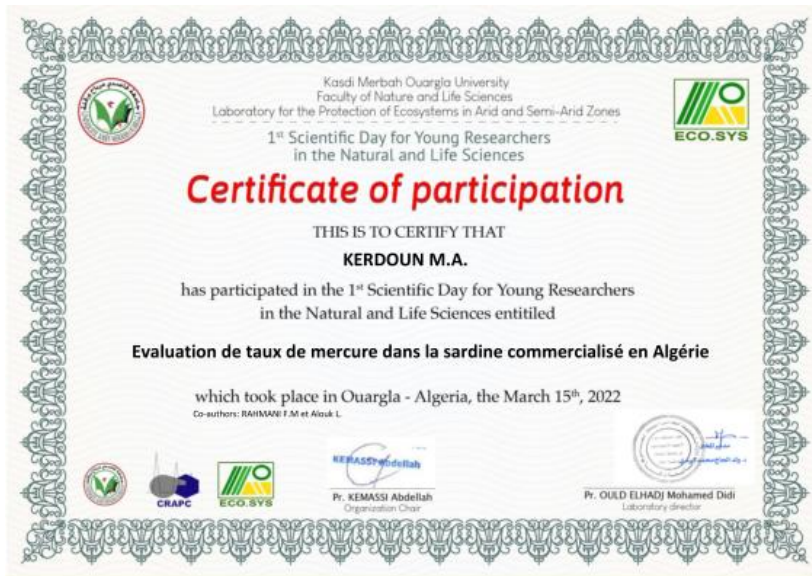 Kasdi Merbah Ouargla University
Faculty of Nature and Life Sciences
Laboratory for the Protection of Ecosystems in Arid and Semi-Arid Zones
1st Scientific Day for Young Researchers
in the Natural and Life Sciences
ECO.SYS
Certificate of participation
THIS IS TO CERTIFY THAT
KERDOUN M.A.
has participated in the 1st Scientific Day for Young Researchers
in the Natural and Life Sciences entitiled
Evaluation de taux de mercure dans la sardine commercialisé en Algérie
which took place in Ouargla - Algeria, the March 15th, 2022
Co-authors: RAHMANI F.M et Alouk L.
CRAPC
ECO.SYS
KEMASSI Abdellah
Pr. KEMASSI Abdellah
Organization Chair
Pr. OULD ELHADJ Mohamed Didi
Laboratory director